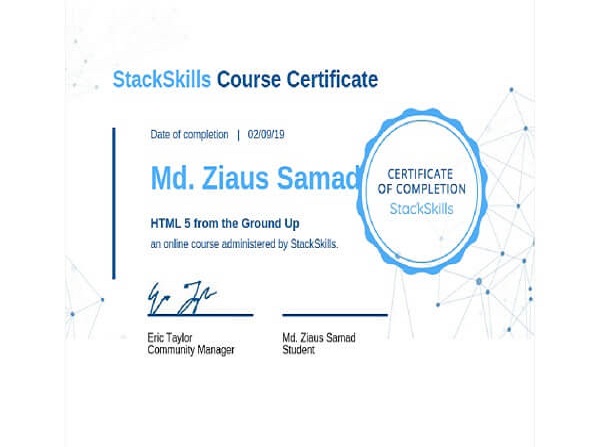 StackSkills Course Certificate
Date of completion | 02/09/19
Md. Ziaus Samad
CERTIFICATE
OF COMPLETION
StackSkills
HTML 5 from the Ground Up
an online course administered by StackSkills.
Eric Taylor
Community Manager
Md. Ziaus Samad
Student